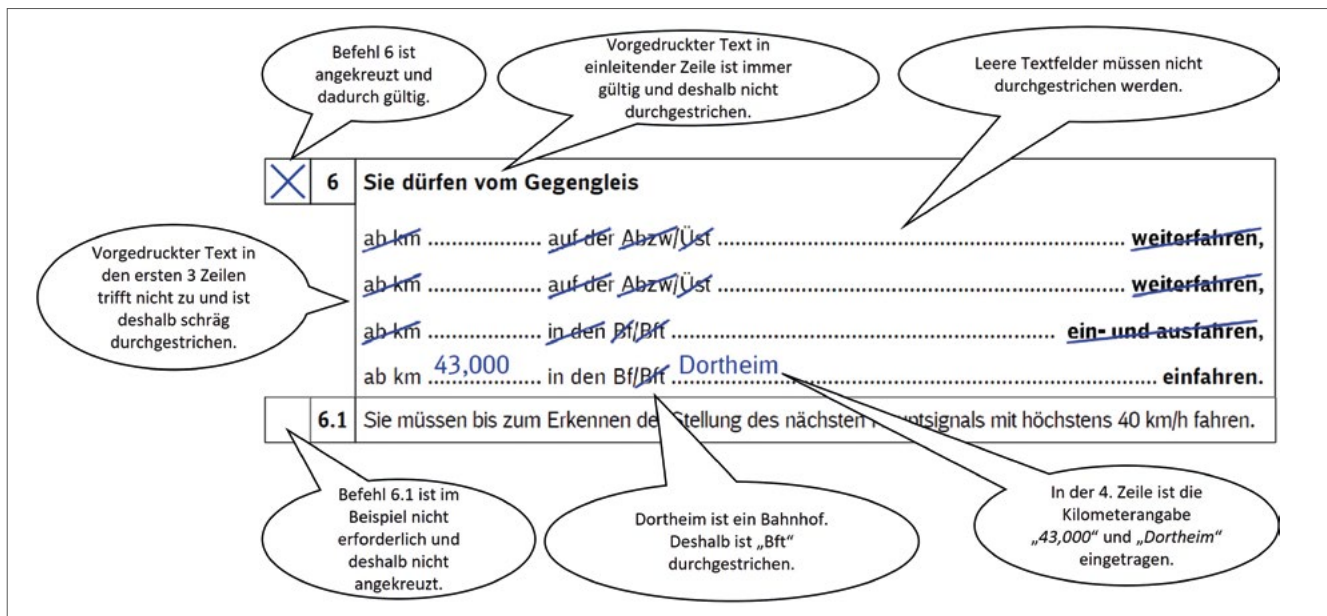 Befehl 6 ist
angekreuzt und
dadurch gültig.
Vorgedruckter Text in
einleitender Zeile ist immer
gültig und deshalb nicht
durchgestrichen.
Leere Textfelder müssen nicht
durchgestrichen werden.
6 Sie dürfen vom Gegengleis
Vorgedruckter Text in
den ersten 3 Zeilen
trifft nicht zu und ist
deshalb schräg
durchgestrichen.
ab km .................... auf der Abzw/Üst .................... weiterfahren,
ab km .................... auf der Abzw/Üst .................... weiterfahren,
ab km .................... in den Bf/Bft .................... ein- und ausfahren,
ab km 43,000 in den Bf/Bft Dortheim .................... einfahren.
6.1 Sie müssen bis zum Erkennen der Stellung des nächsten Hauptsignals mit höchstens 40 km/h fahren.
Befehl 6.1 ist im
Beispiel nicht
erforderlich und
deshalb nicht
angekreuzt.
Dortheim ist ein Bahnhof.
Deshalb ist „Bft“
durchgestrichen.
In der 4. Zeile ist die
Kilometerangabe
„43,000“ und „Dortheim“
eingetragen.